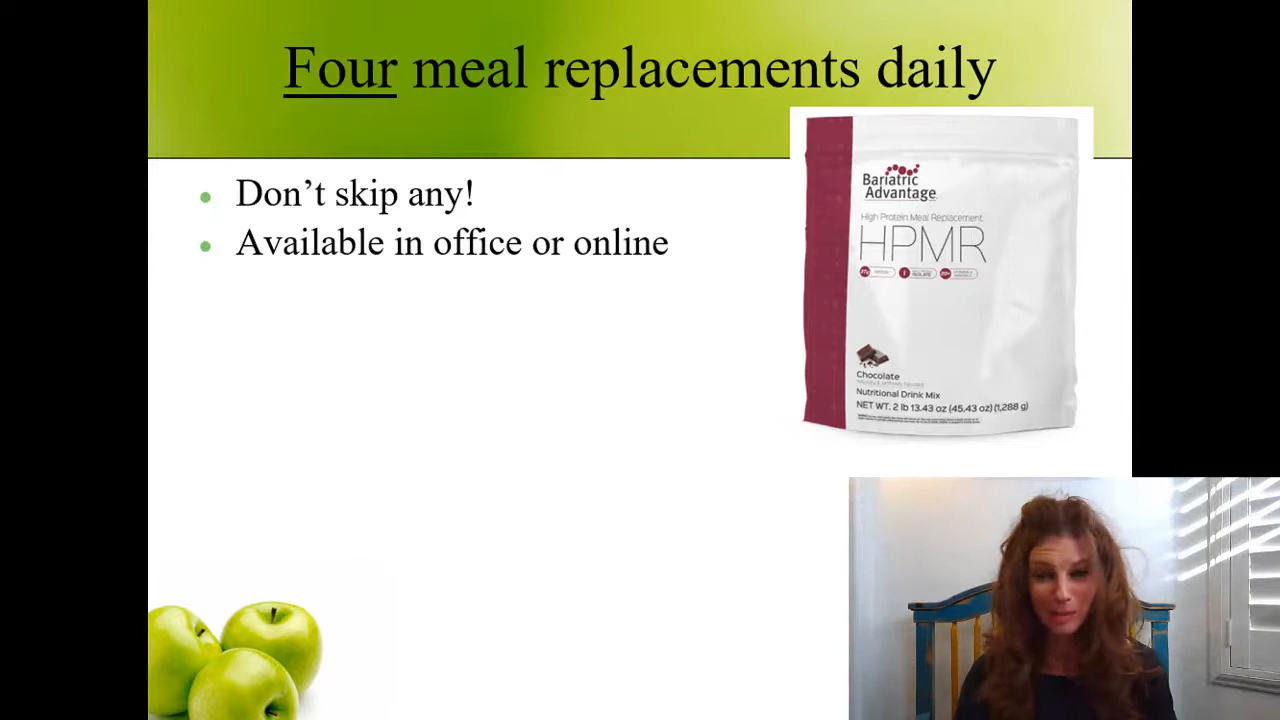 Four meal replacements daily
Don’t skip any!
Available in office or online
Bariatric
Advantage
High Protein Meal Replacement
HPMR
Chocolate
Nutritional Drink Mix
NET WT. 2 lb 13.43 oz (45.43 oz) (1,288 g)